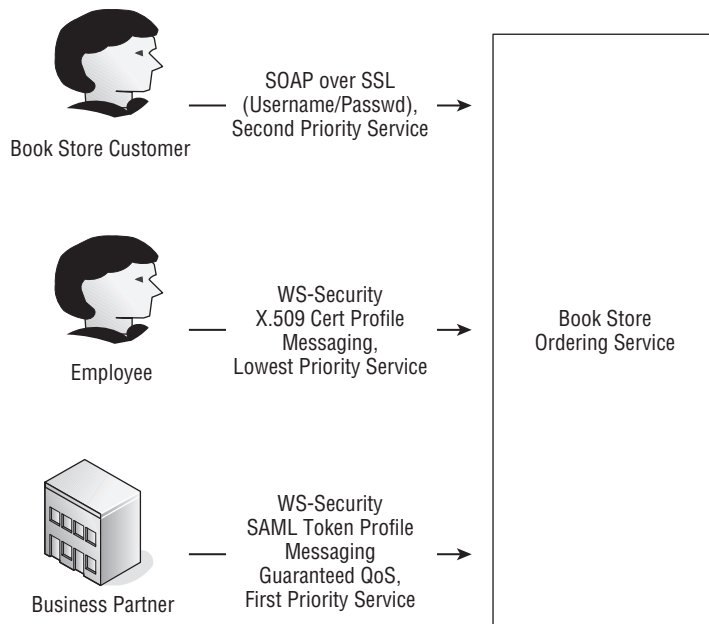 SOAP over SSL
(Username/Passwd),
Second Priority Service
Book Store Customer
WS-Security
X.509 Cert Profile
Messaging,
Lowest Priority Service
Employee
Book Store
Ordering Service
WS-Security
SAML Token Profile
Messaging
Guaranteed QoS,
First Priority Service
Business Partner